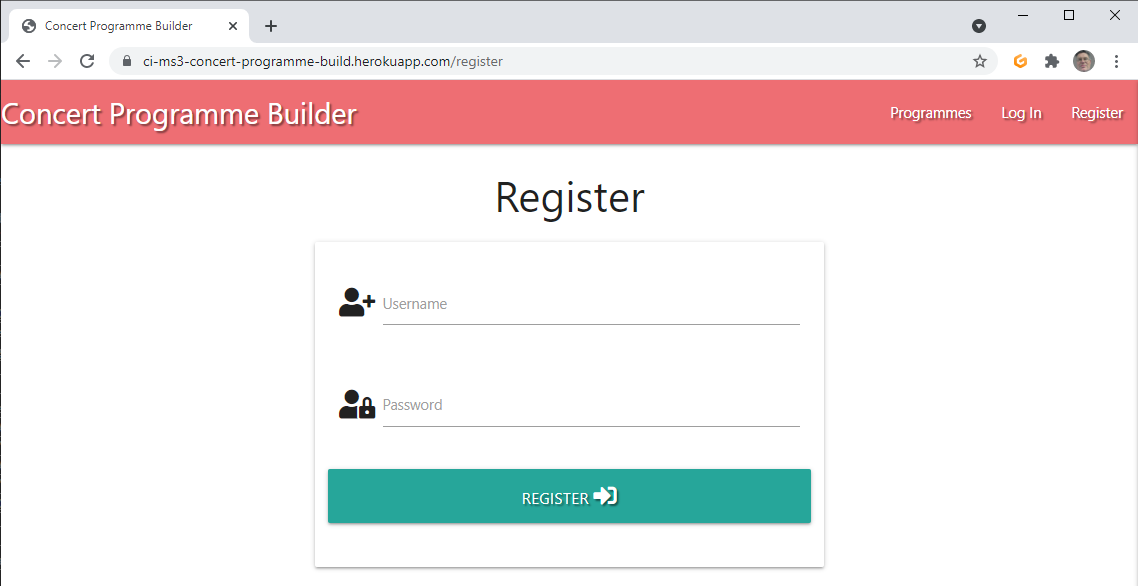 Concert Programme Builder
ci-ms3-concert-programme-build.herokuapp.com/register
Concert Programme Builder Programmes Log In Register
Register
Username
Password
REGISTER